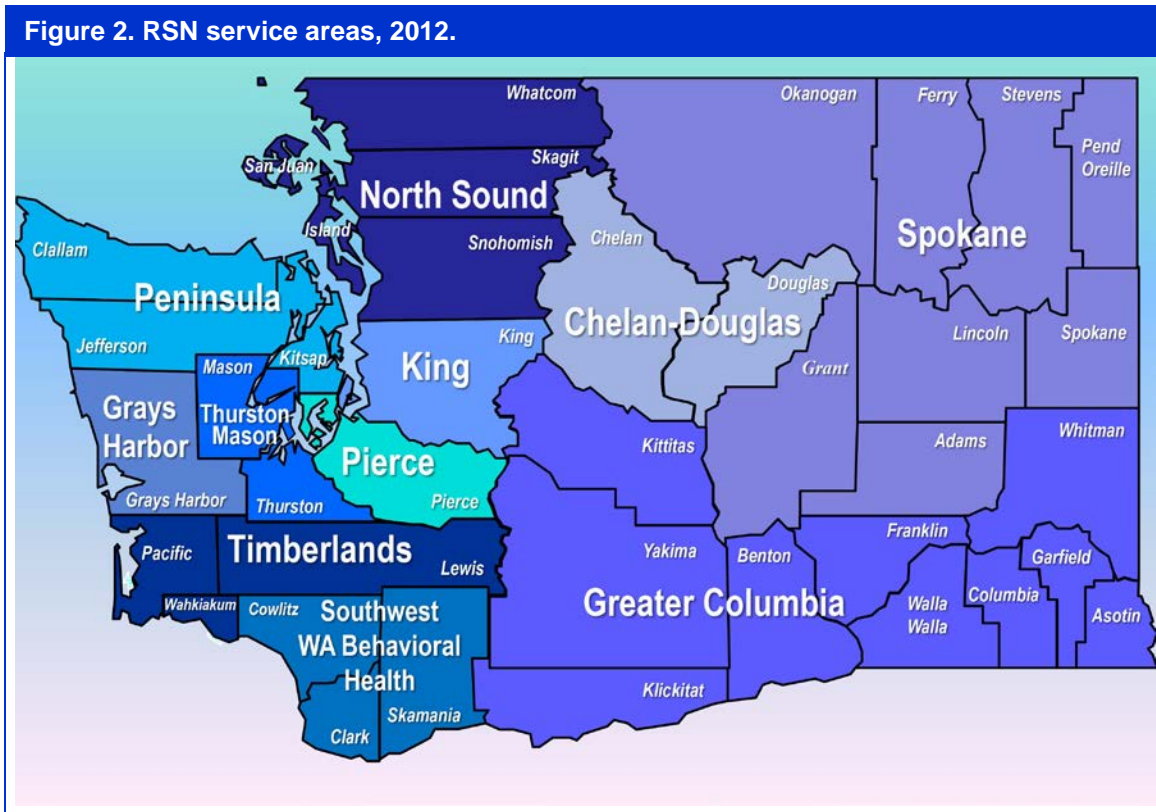 Figure 2. RSN service areas, 2012.
Whatcom
Okanogan
Ferry
Stevens
Pend
Oreille
San Juan
Skagit
North Sound
Island
Snohomish
Chelan
Spokane
Clallam
Peninsula
Douglas
Chelan-Douglas
Jefferson
Kitsap
King
King
Lincoln
Spokane
Mason
Grant
Grays
Harbor
Thurston
Mason
Adams
Whitman
Kittitas
Pierce
Pierce
Grays Harbor
Thurston
Franklin
Pacific
Timberlands
Lewis
Yakima
Benton
Garfield
Greater Columbia
Columbia
Walla
Walla
Asotin
Wahkiakum
Cowlitz
Southwest
WA Behavioral
Health
Klickitat
Skamania
Clark